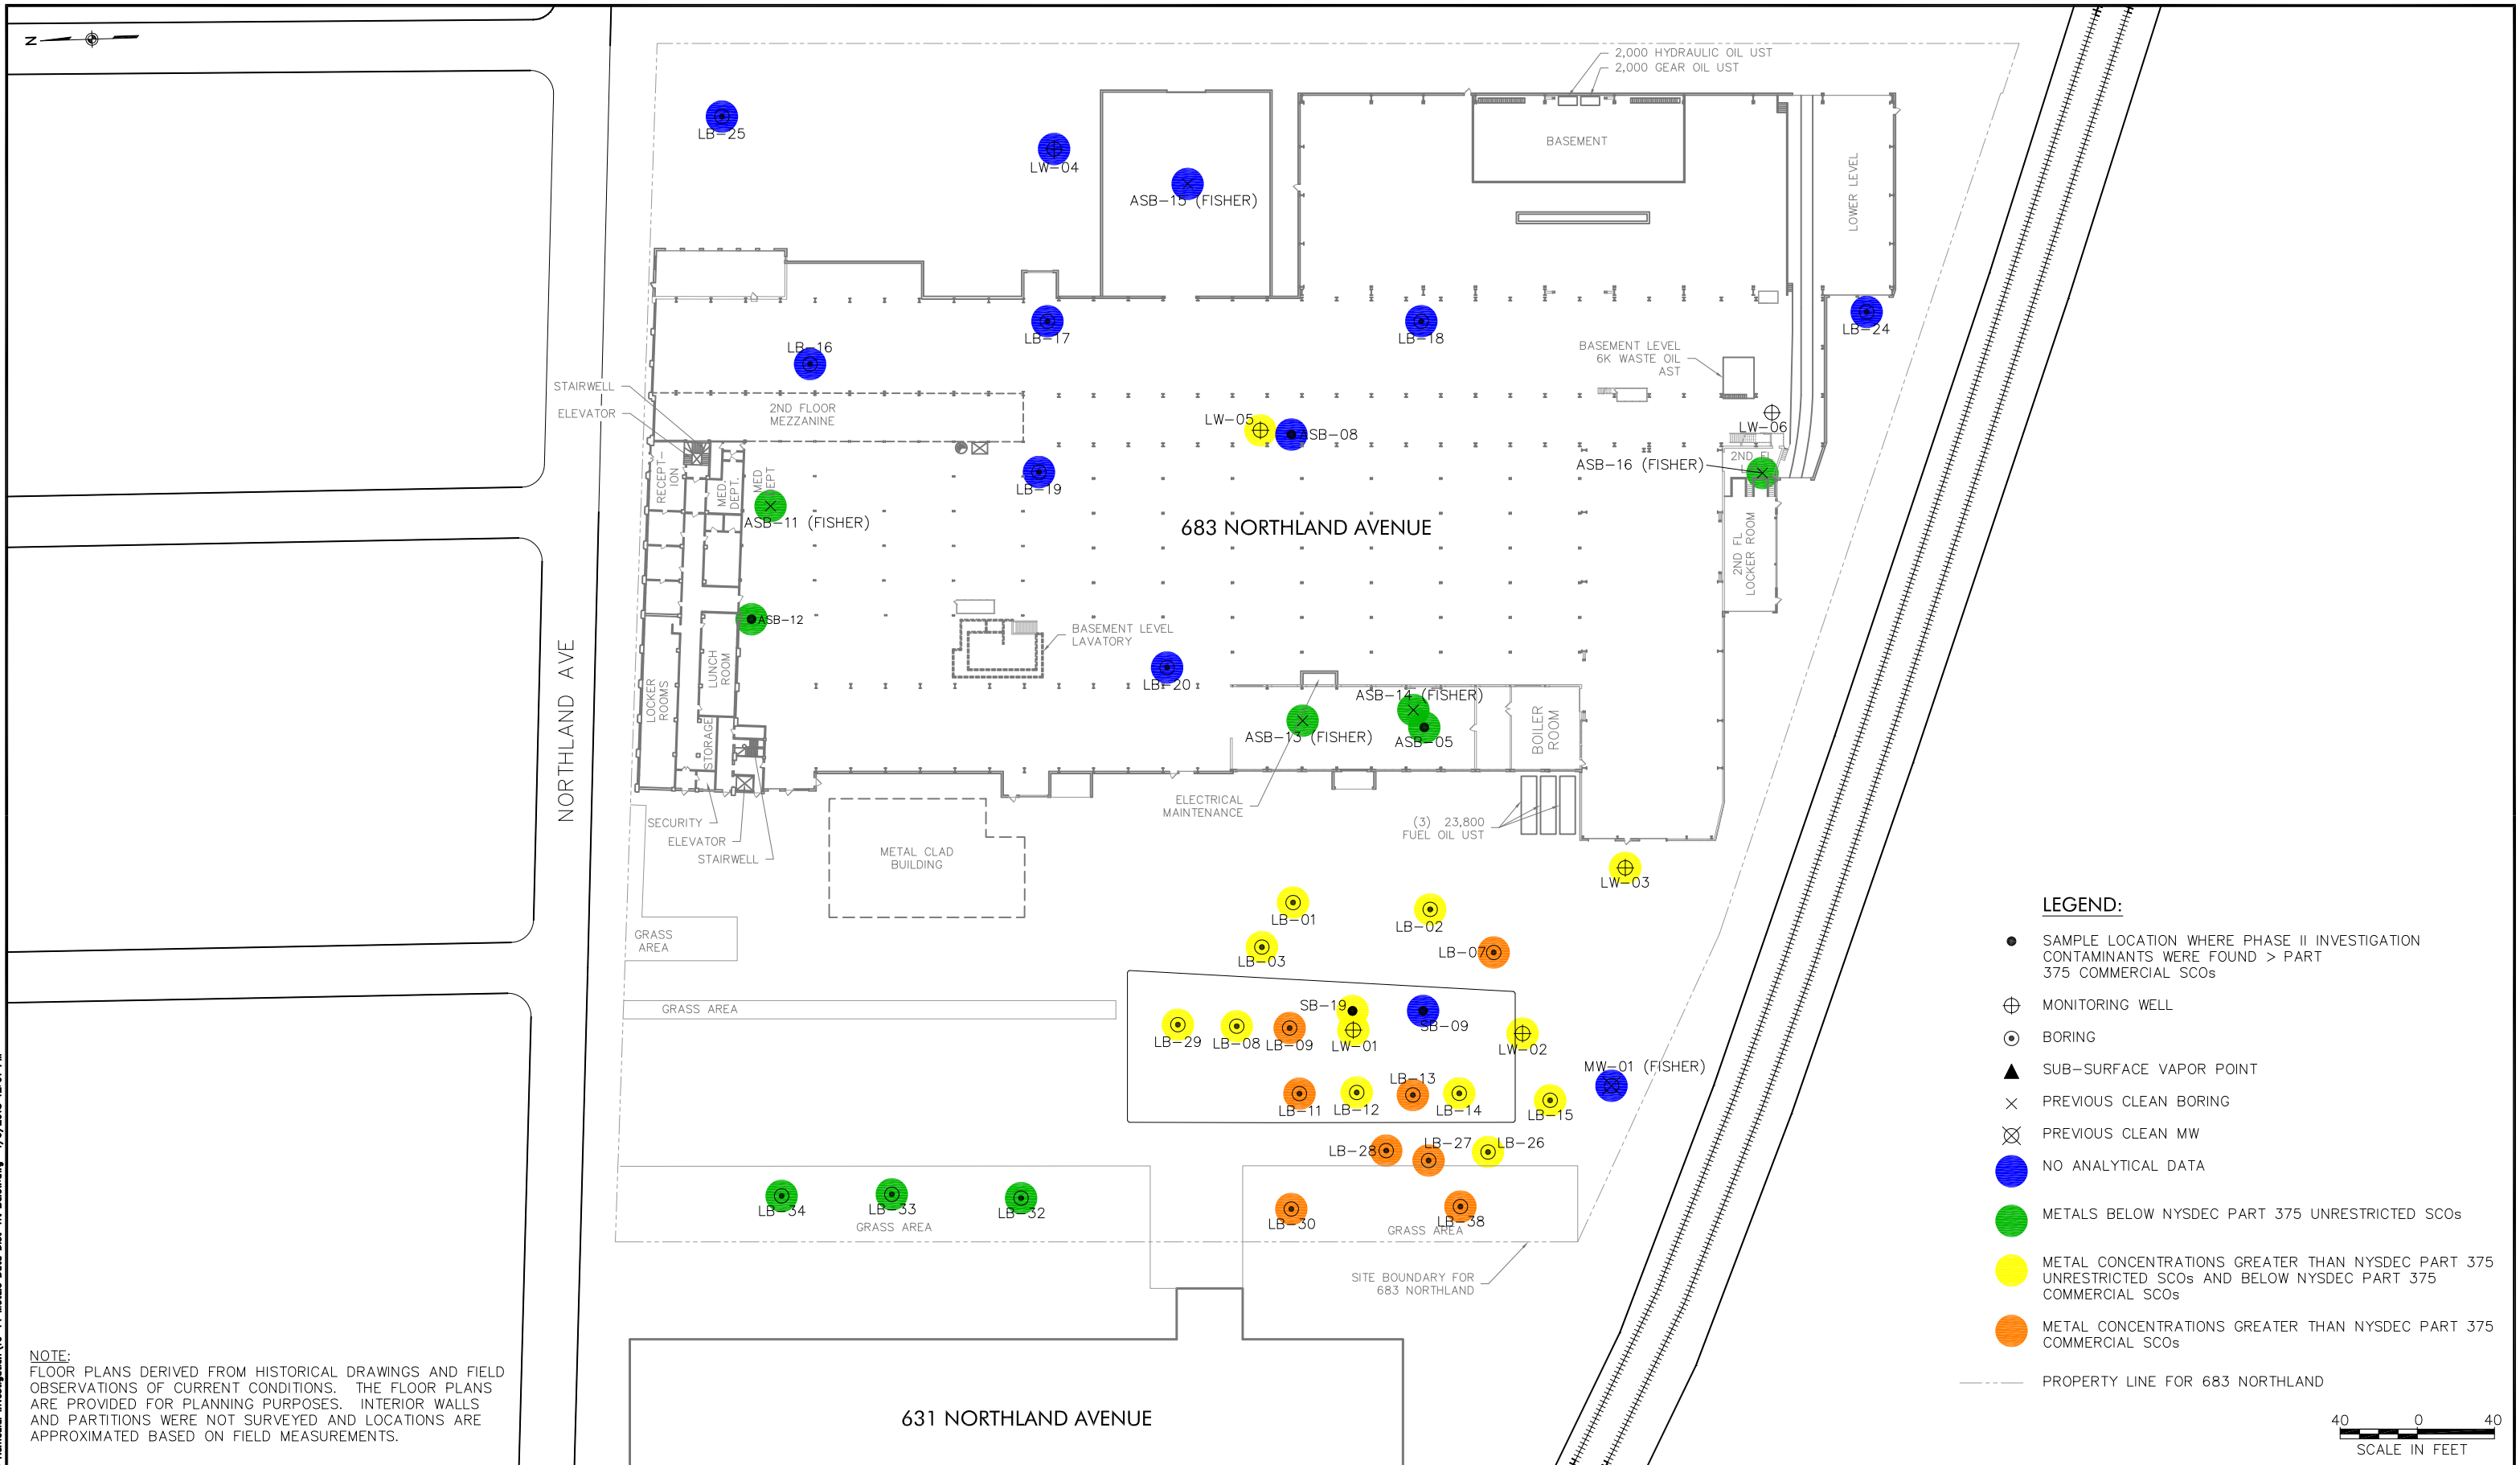 N
2,000 HYDRAULIC OIL UST
2,000 GEAR OIL UST
LB-25
LW-04
BASEMENT
ASB-15 (FISHER)
LOWER LEVEL
LB-17
LB-18
LB-24
LB-16
BASEMENT LEVEL
6K WASTE OIL
AST
STAIRWELL
ELEVATOR
2ND FLOOR
MEZZANINE
LW-05
ASB-08
LW-06
2ND FL
ASB-16 (FISHER)
RECEPT-
ION
MED.
DEPT.
MED
LB-19
ASB-11 (FISHER)
683 NORTHLAND AVENUE
2ND FL
LOCKER ROOM
ASB-12
BASEMENT LEVEL
LAVATORY
LUNCH
ROOM
LOCKER
ROOMS
LB-20
ASB-14 (FISHER)
ASB-13 (FISHER)
ASB-05
BOILER
ROOM
STORAGE
NORTHLAND AVE
ELECTRICAL
MAINTENANCE
SECURITY
ELEVATOR
STAIRWELL
(3) 23,800
FUEL OIL UST
METAL CLAD
BUILDING
LW-03
LB-01
LB-02
GRASS
AREA
LB-03
LB-07
GRASS AREA
SB-19
SB-09
LB-29
LB-08
LB-09
LW-01
LW-02
MW-01 (FISHER)
LB-13
LB-11
LB-12
LB-14
LB-15
LB-28
LB-27
LB-26
LB-34
LB-33
LB-32
GRASS AREA
LB-30
LB-38
GRASS AREA
SITE BOUNDARY FOR
683 NORTHLAND
631 NORTHLAND AVENUE
NOTE:
FLOOR PLANS DERIVED FROM HISTORICAL DRAWINGS AND FIELD
OBSERVATIONS OF CURRENT CONDITIONS. THE FLOOR PLANS
ARE PROVIDED FOR PLANNING PURPOSES. INTERIOR WALLS
AND PARTITIONS WERE NOT SURVEYED AND LOCATIONS ARE
APPROXIMATED BASED ON FIELD MEASUREMENTS.
LEGEND:
SAMPLE LOCATION WHERE PHASE II INVESTIGATION
CONTAMINANTS WERE FOUND > PART
375 COMMERCIAL SCOs
MONITORING WELL
BORING
SUB-SURFACE VAPOR POINT
PREVIOUS CLEAN BORING
PREVIOUS CLEAN MW
NO ANALYTICAL DATA
METALS BELOW NYSDEC PART 375 UNRESTRICTED SCOs
METAL CONCENTRATIONS GREATER THAN NYSDEC PART 375
UNRESTRICTED SCOs AND BELOW NYSDEC PART 375
COMMERCIAL SCOs
METAL CONCENTRATIONS GREATER THAN NYSDEC PART 375
COMMERCIAL SCOs
PROPERTY LINE FOR 683 NORTHLAND
40 0 40
SCALE IN FEET